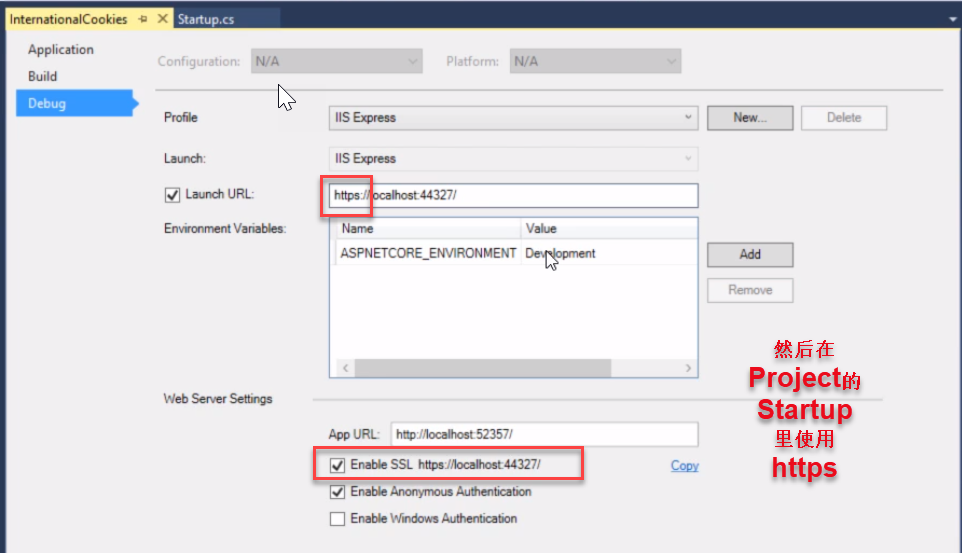 InternationalCookies Startup.cs
Application
Build
Debug
Configuration: N/A Platform: N/A
Profile IIS Express New... Delete
Launch: IIS Express
Launch URL: https://localhost:44327/
Environment Variables: Name Value
ASPNETCORE_ENVIRONMENT Development
Add
Remove
Web Server Settings
App URL: http://localhost:52357/
Enable SSL https://localhost:44327/ Copy
Enable Anonymous Authentication
Enable Windows Authentication
然后在
Project的
Startup
里使用
https